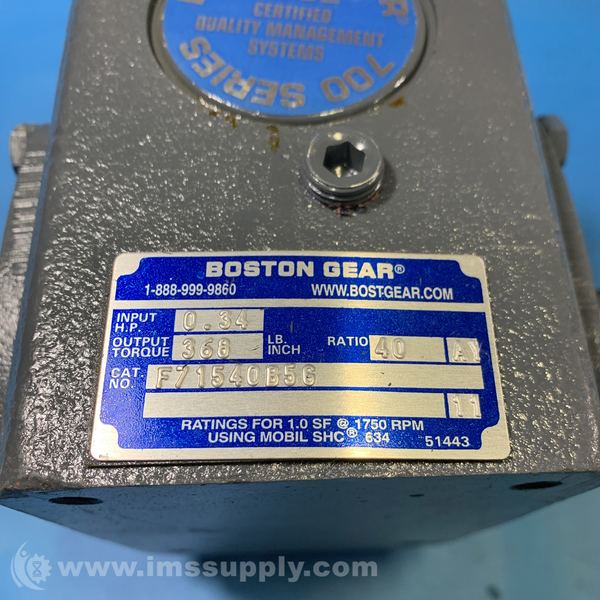 CERTIFIED
QUALITY MANAGEMENT
SYSTEMS
700 SERIES
BOSTON GEAR®
1-888-999-9860 WWW.BOSTGEAR.COM
INPUT H.P. 0.34
OUTPUT TORQUE 368 LB. INCH RATIO 40 AY
CAT. NO. F71540B5G
11
RATINGS FOR 1.0 SF @ 1750 RPM
USING MOBIL SHC® 634 51443
www.imssupply.com